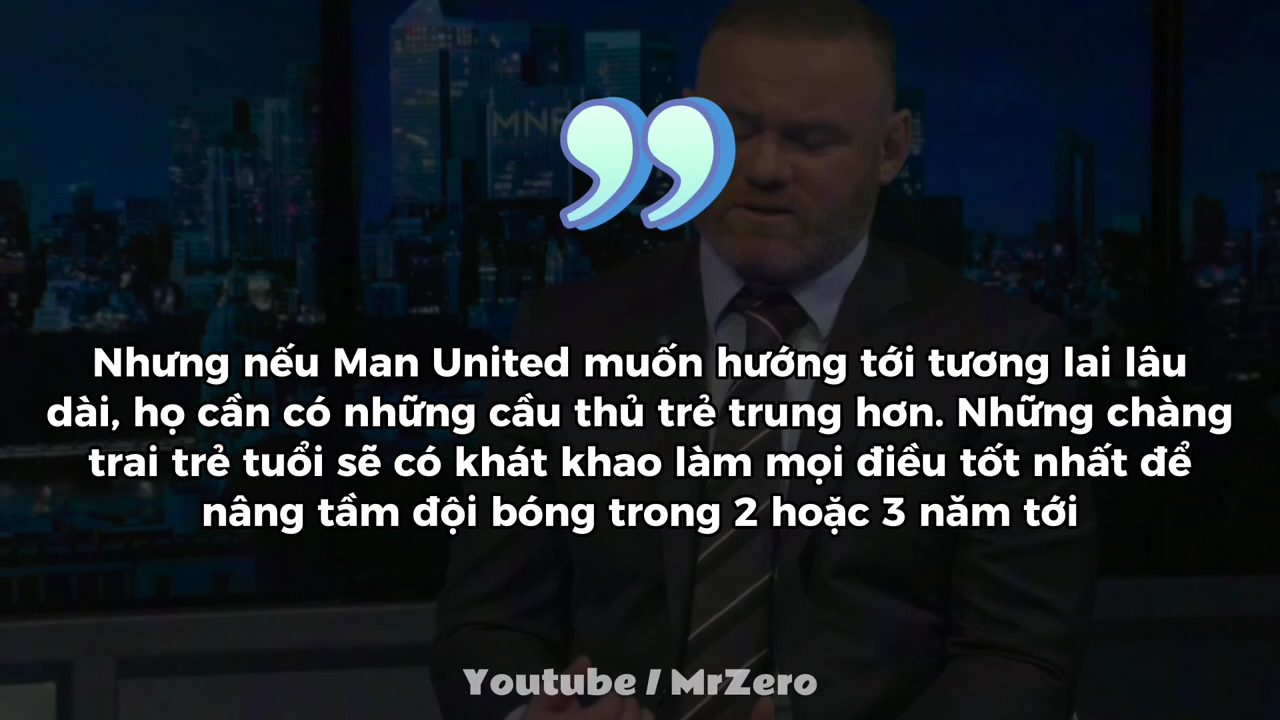 MNF
Nhưng nếu Man United muốn hướng tới tương lai lâu
dài, họ cần có những cầu thủ trẻ trung hơn. Những chàng
trai trẻ tuổi sẽ có khát khao làm mọi điều tốt nhất để
nâng tầm đội bóng trong 2 hoặc 3 năm tới
Youtube / MrZero